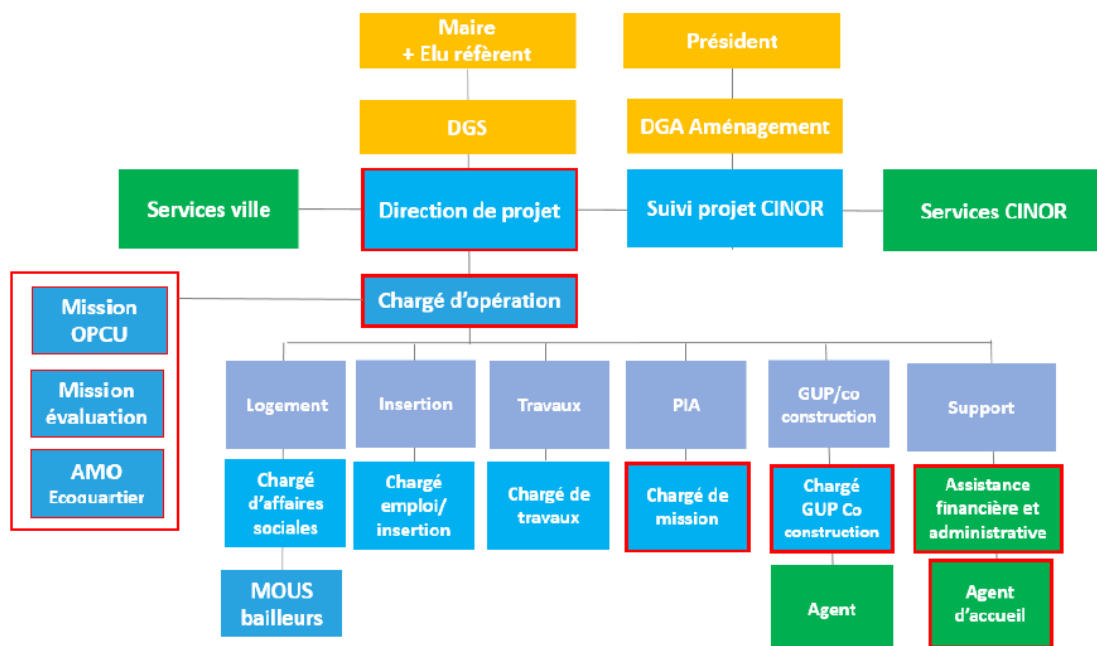 Maire
+ Elu réfèrent
Président
DGS
DGA Aménagement
Services ville
Direction de projet
Suivi projet CINOR
Services CINOR
Chargé d'opération
Mission
OPCU
Mission
évaluation
AMO
Ecoquartier
Logement
Insertion
Travaux
PIA
GUP/co
construction
Support
Chargé
d'affaires
sociales
Chargé
emploi/
insertion
Chargé de
travaux
Chargé de
mission
Chargé
GUP Co
construction
Assistance
financière et
administrative
MOUS
bailleurs
Agent
Agent
d'accueil